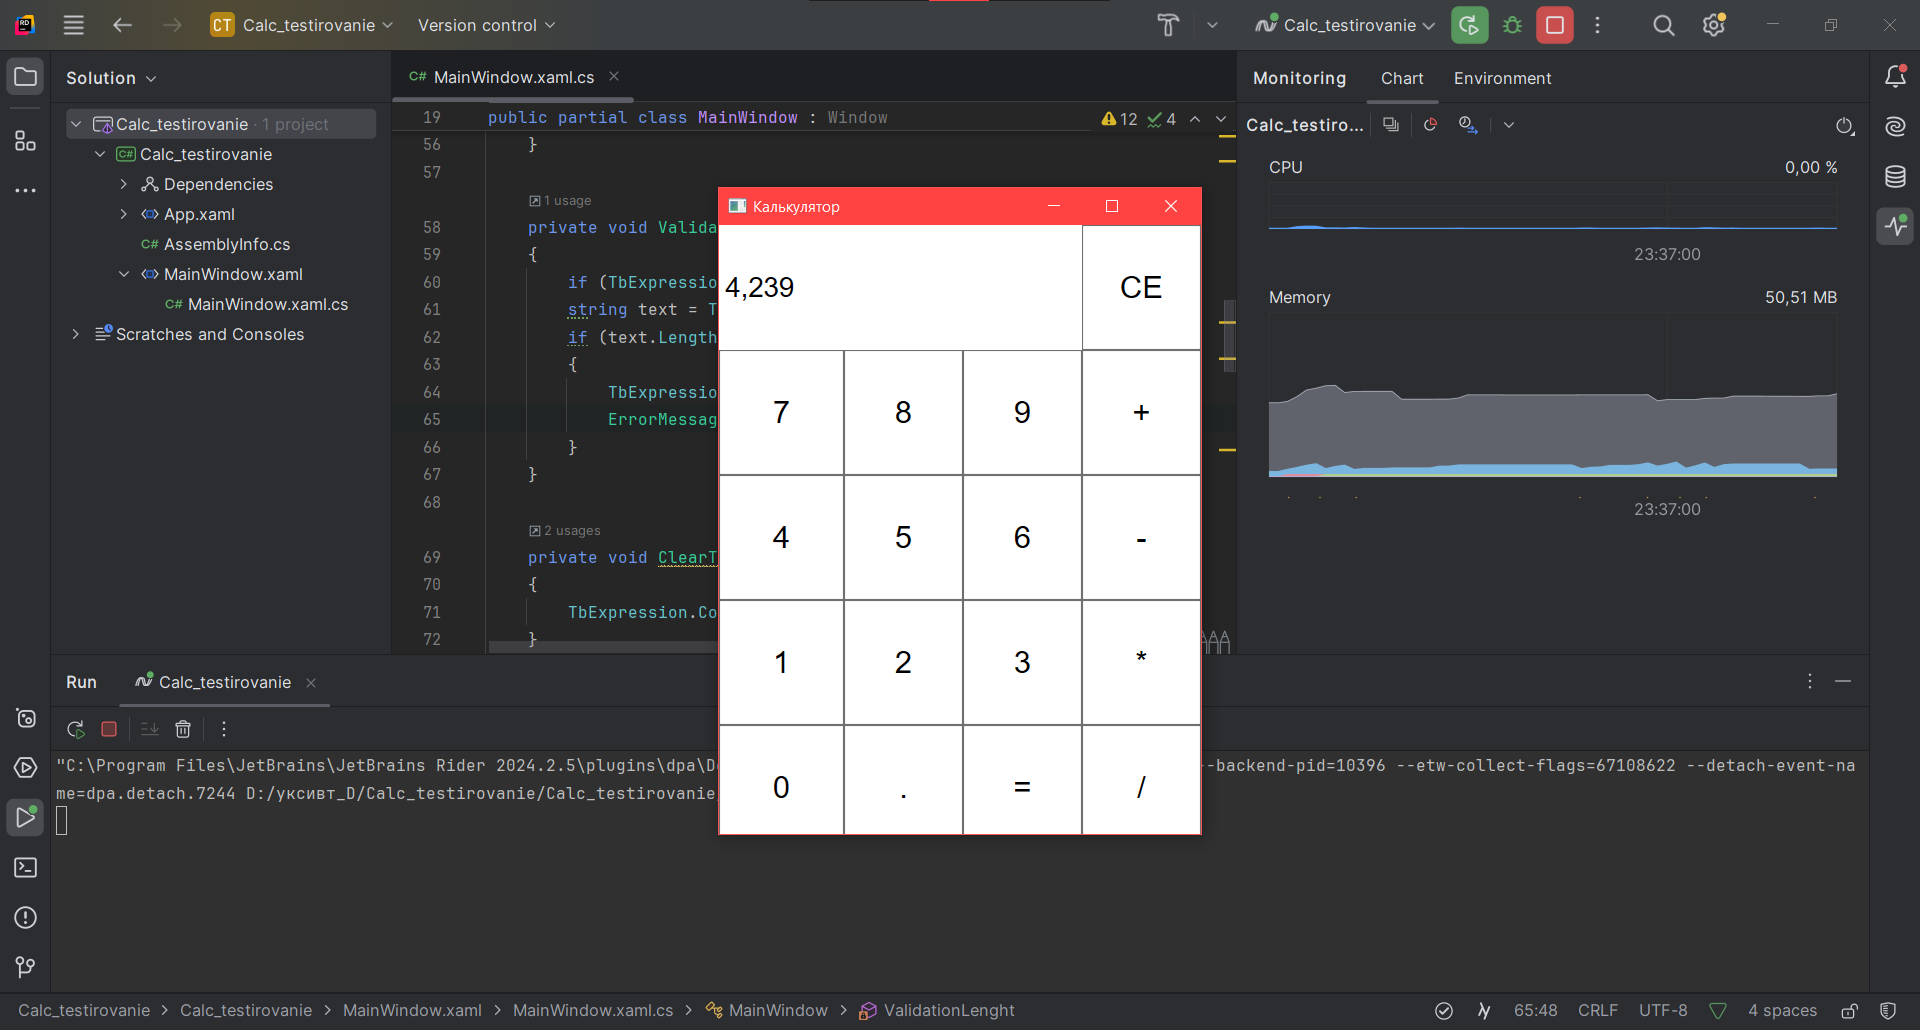 CT Calc_testirovanie Version control Calc_testirovanie
Solution
Calc_testirovanie · 1 project
C# Calc_testirovanie
Dependencies
App.xaml
C# AssemblyInfo.cs
MainWindow.xaml
C# MainWindow.xaml.cs
Scratches and Consoles
C# MainWindow.xaml.cs
19 public partial class MainWindow : Window
12 4
56 }
57
1 usage
58 private void Valida
59 {
60 if (TbExpressio
61 string text = T
62 if (text.Length
63 {
64 TbExpressio
65 ErrorMessag
66 }
67 }
68
2 usages
69 private void ClearT
70 {
71 TbExpression.Co
72 }
Калькулятор
4,239 CE
7 8 9 +
4 5 6 -
1 2 3 *
0 . = /
Monitoring Chart Environment
Calc_testiro...
CPU 0,00 %
23:37:00
Memory 50,51 MB
23:37:00
Run Calc_testirovanie
"C:\Program Files\JetBrains\JetBrains Rider 2024.2.5\plugins\dpa\D
--backend-pid=10396 --etw-collect-flags=67108622 --detach-event-na
me=dpa.detach.7244 D:/уксивт_D/Calc_testirovanie/Calc_testirovanie
Calc_testirovanie > Calc_testirovanie > MainWindow.xaml > MainWindow.xaml.cs > MainWindow > ValidationLenght
65:48 CRLF UTF-8 4 spaces